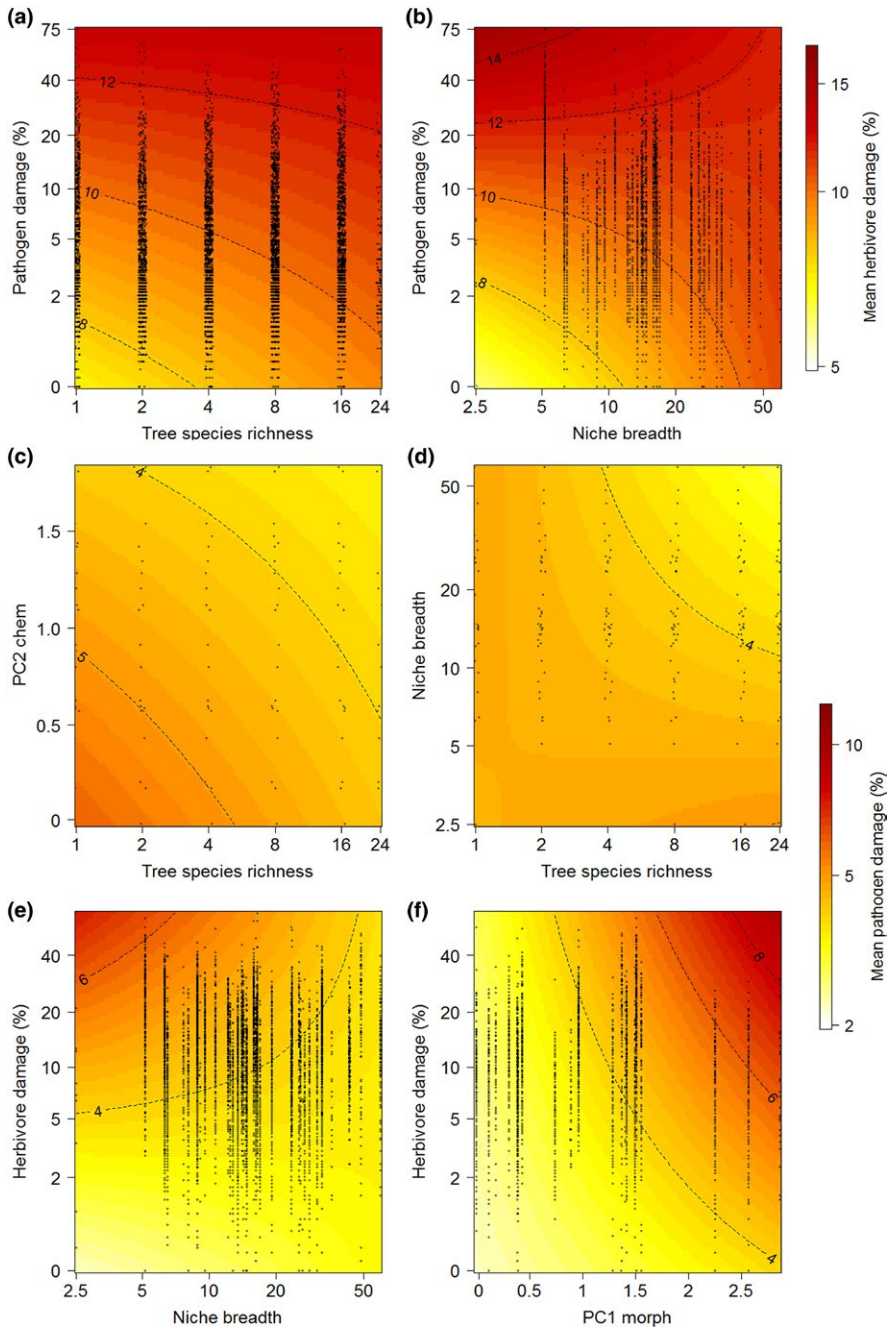 (a)
75
40
20
10
5
2
0
Pathogen damage (%)
12
10
8
1 2 4 8 16 24
Tree species richness
(b)
75
40
20
10
5
2
0
Pathogen damage (%)
14
12
10
8
2.5 5 10 20 50
Niche breadth
15
10
5
Mean herbivore damage (%)
(c)
1.5
1.0
0.5
0
PC2 chem
4
5
1 2 4 8 16 24
Tree species richness
(d)
50
20
10
5
2.5
Niche breadth
4
1 2 4 8 16 24
Tree species richness
10
5
2
Mean pathogen damage (%)
(e)
40
20
10
5
2
0
Herbivore damage (%)
6
4
2.5 5 10 20 50
Niche breadth
(f)
40
20
10
5
2
0
Herbivore damage (%)
8
6
4
0 0.5 1 1.5 2 2.5
PC1 morph